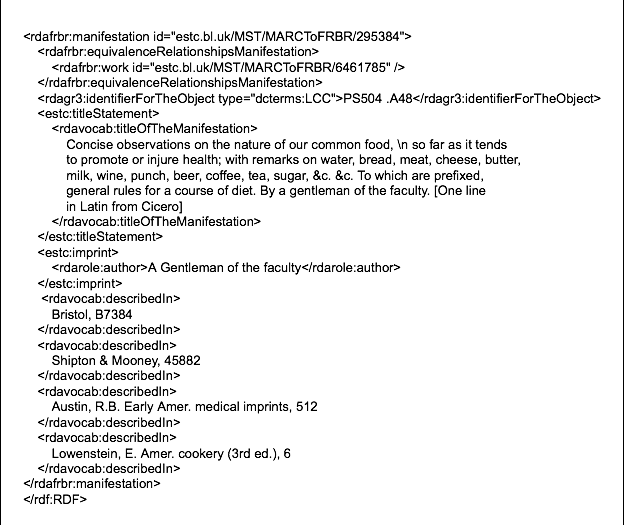 <rdafrbr:manifestation id="estc.bl.uk/MST/MARCToFRBR/295384">
<rdafrbr:equivalenceRelationshipsManifestation>
<rdafrbr:work id="estc.bl.uk/MST/MARCToFRBR/6461785" />
</rdafrbr:equivalenceRelationshipsManifestation>
<rdagr3:identifierForTheObject type="dcterms:LCC">PS504 .A48</rdagr3:identifierForTheObject>
<estc:titleStatement>
<rdavocab:titleOfTheManifestation>
Concise observations on the nature of our common food, \n so far as it tends
to promote or injure health; with remarks on water, bread, meat, cheese, butter,
milk, wine, punch, beer, coffee, tea, sugar, &c. &c. To which are prefixed,
general rules for a course of diet. By a gentleman of the faculty. [One line
in Latin from Cicero]
</rdavocab:titleOfTheManifestation>
</estc:titleStatement>
<estc:imprint>
<rdarole:author>A Gentleman of the faculty</rdarole:author>
</estc:imprint>
<rdavocab:describedIn>
Bristol, B7384
</rdavocab:describedIn>
<rdavocab:describedIn>
Shipton & Mooney, 45882
</rdavocab:describedIn>
<rdavocab:describedIn>
Austin, R.B. Early Amer. medical imprints, 512
</rdavocab:describedIn>
<rdavocab:describedIn>
Lowenstein, E. Amer. cookery (3rd ed.), 6
</rdavocab:describedIn>
</rdafrbr:manifestation>
</rdf:RDF>